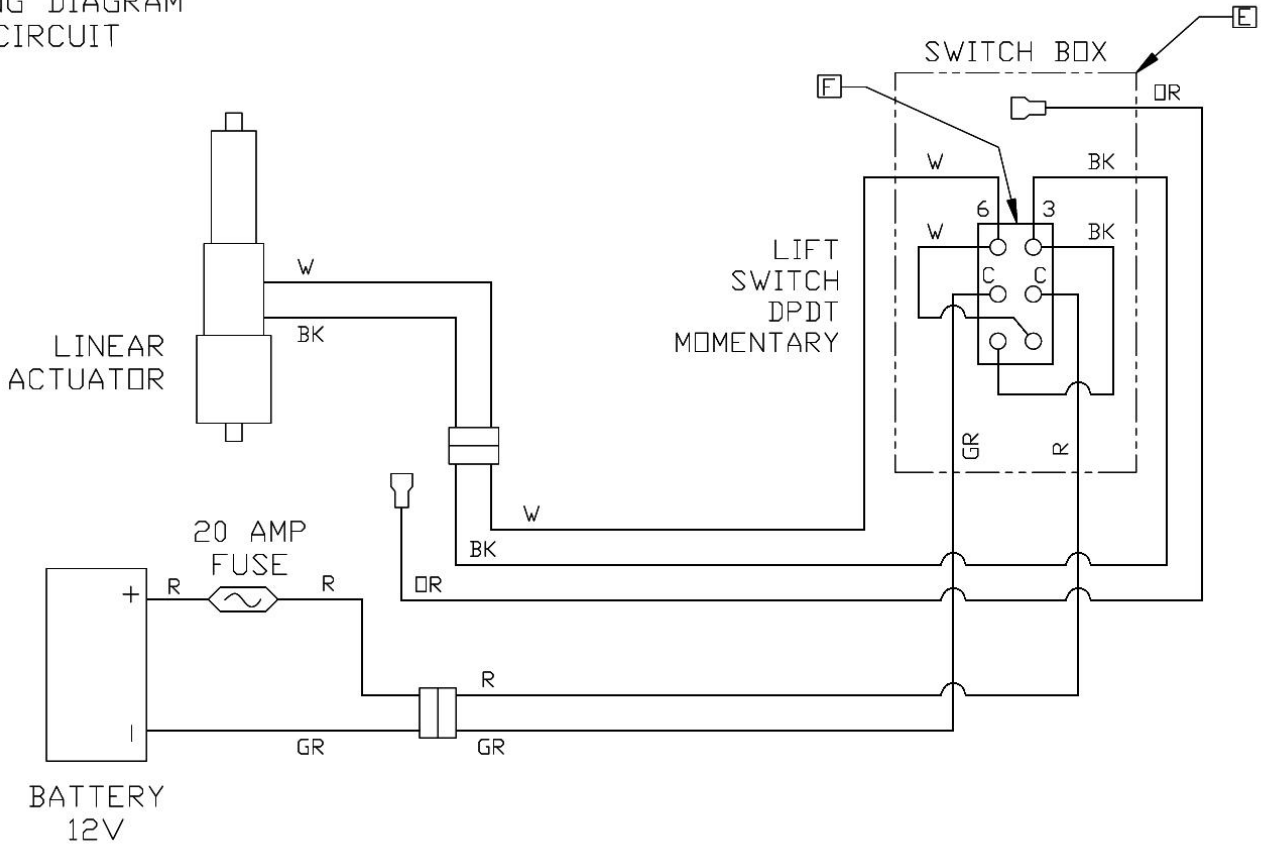 DIAGRAM
CIRCUIT
E
SWITCH BOX
F
OR
W
BK
6
3
W
BK
C
C
LIFT
SWITCH
DPDT
MOMENTARY
W
BK
LINEAR
ACTUATOR
GR
R
W
BK
OR
20 AMP
FUSE
+
R
R
R
–
GR
GR
BATTERY
12V